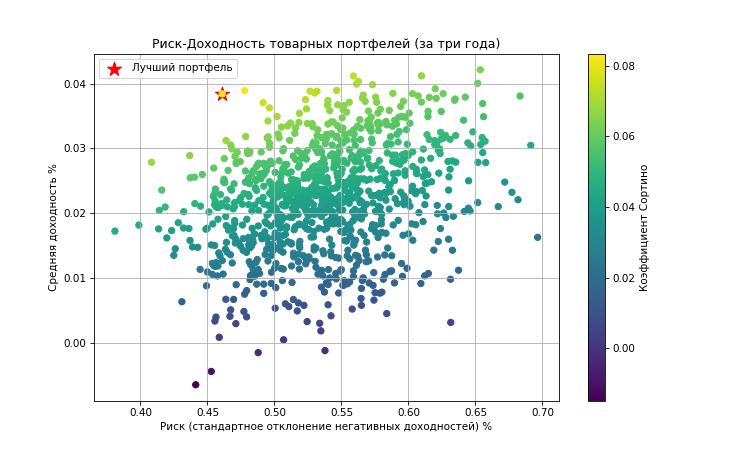 Риск-Доходность товарных портфелей (за три года)
Лучший портфель
Средняя доходность %
0.04
0.03
0.02
0.01
0.00
0.40 0.45 0.50 0.55 0.60 0.65 0.70
Риск (стандартное отклонение негативных доходностей) %
0.08
0.06
0.04
0.02
0.00
Коэффициент Сортино